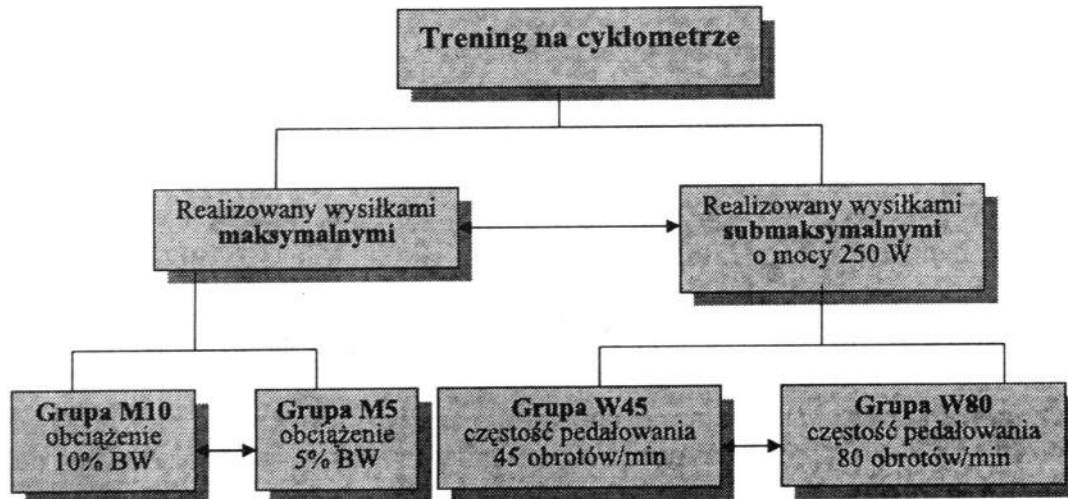 Trening na cyklometrze
Realizowany wysiłkami
maksymalnymi
Realizowany wysiłkami
submaksymalnymi
o mocy 250 W
Grupa M10
obciążenie
10% BW
Grupa M5
obciążenie
5% BW
Grupa W45
częstość pedałowania
45 obrotów/min
Grupa W80
częstość pedałowania
80 obrotów/min